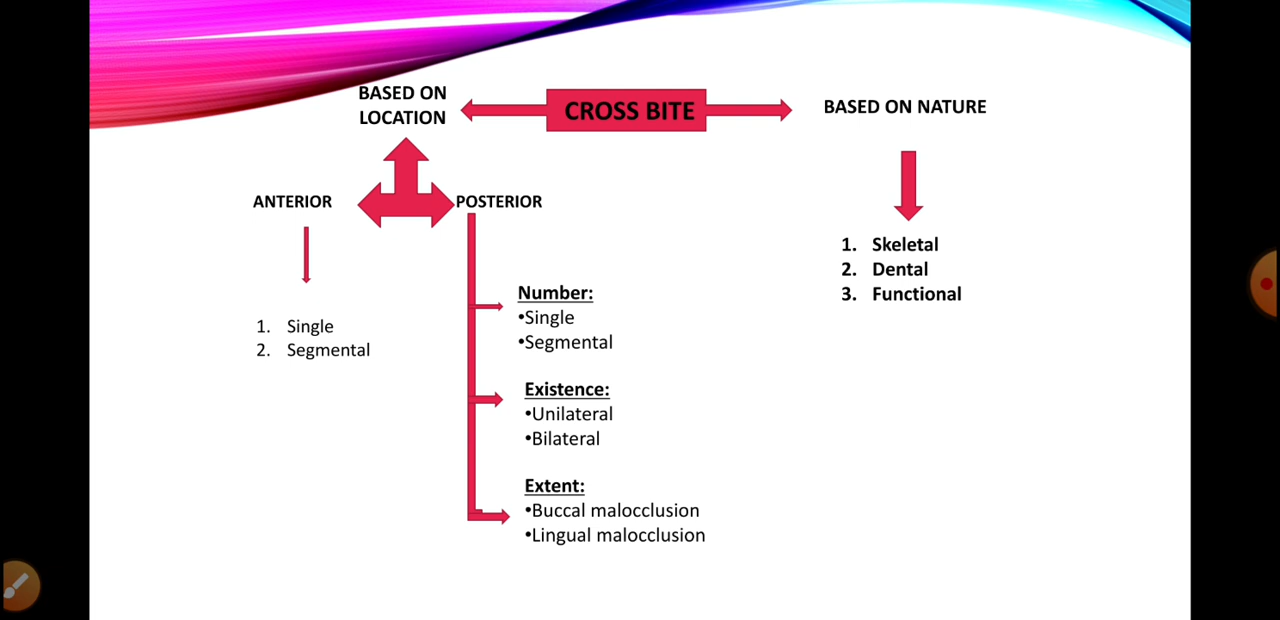 BASED ON
LOCATION
CROSS BITE
BASED ON NATURE
ANTERIOR
POSTERIOR
1. Skeletal
2. Dental
3. Functional
1. Single
2. Segmental
Number:
•Single
•Segmental
Existence:
•Unilateral
•Bilateral
Extent:
•Buccal malocclusion
•Lingual malocclusion